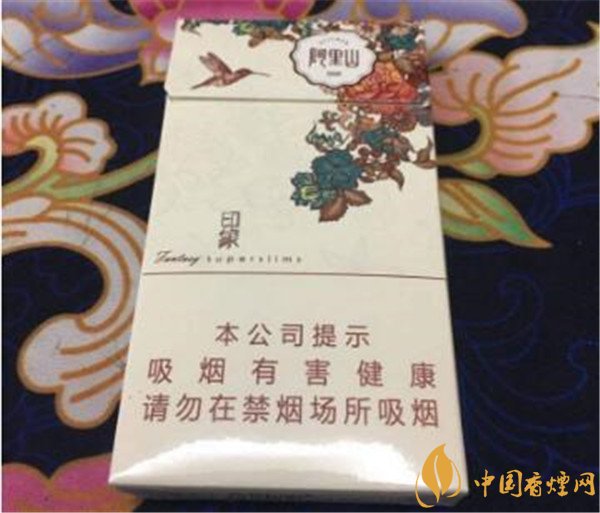 阿里山
印象
Fantasy superslims
本公司提示
吸烟有害健康
请勿在禁烟场所吸烟
中国香煙网